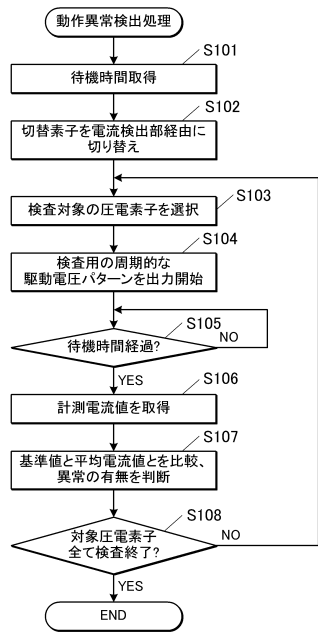 動作異常検出処理
S101
待機時間取得
S102
切替素子を電流検出部経由に
切り替え
S103
検査対象の圧電素子を選択
S104
検査用の周期的な
駆動電圧パターンを出力開始
S105
待機時間経過?
NO
YES
S106
計測電流値を取得
S107
基準値と平均電流値とを比較、
異常の有無を判断
S108
対象圧電素子
全て検査終了?
NO
YES
END